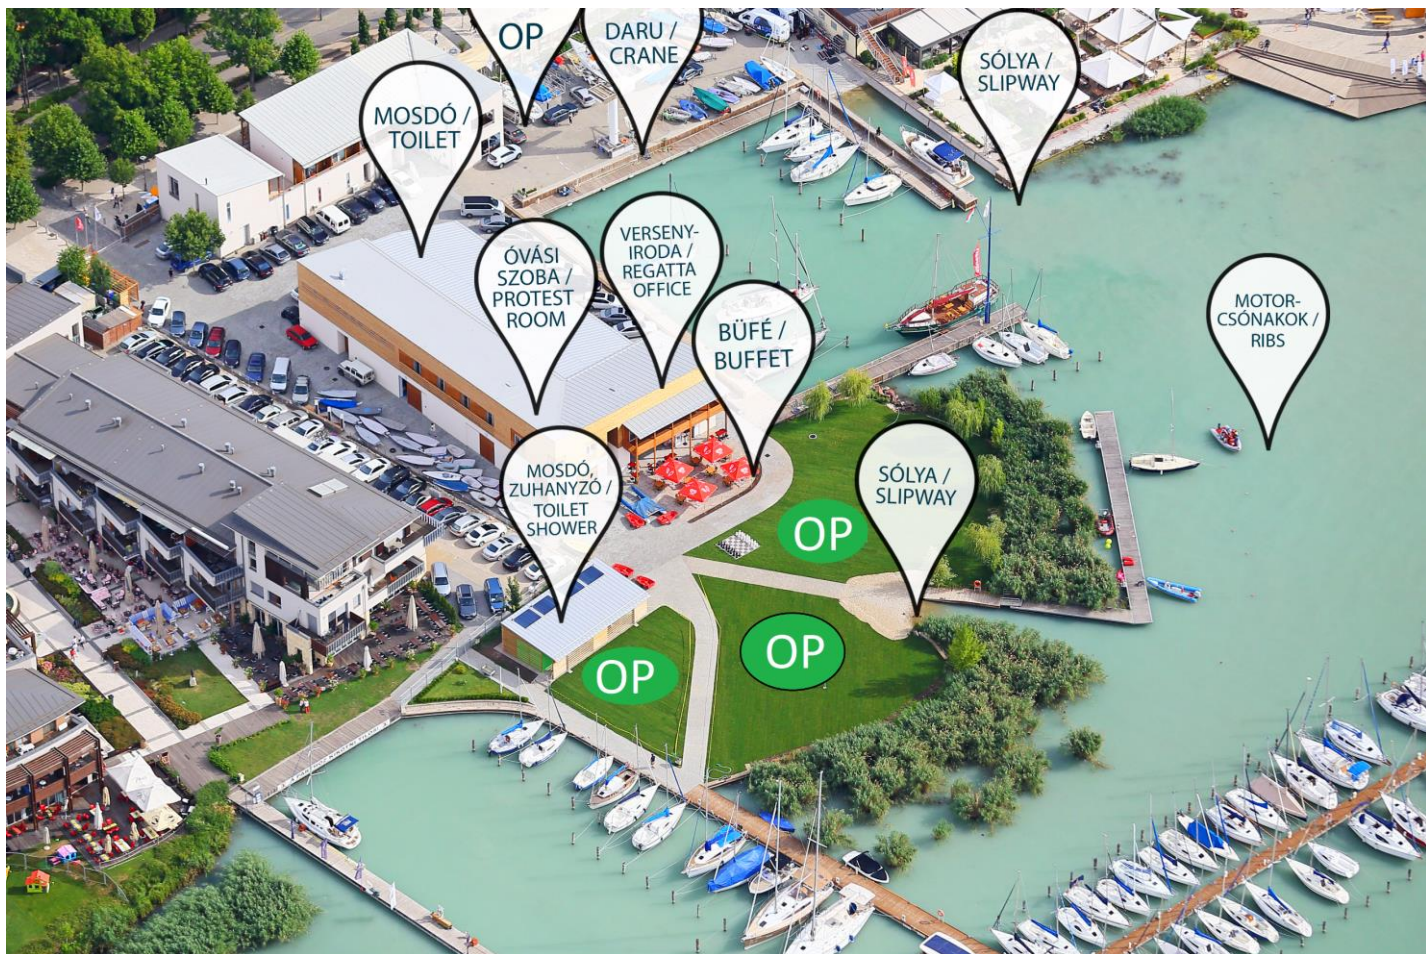 OP
DARU /
CRANE
SÓLYA /
SLIPWAY
MOSDÓ /
TOILET
ÓVÁSI
SZOBA /
PROTEST
ROOM
VERSENY-
IRODA /
REGATTA
OFFICE
BÜFÉ /
BUFFET
MOTOR-
CSÓNAKOK /
RIBS
MOSDÓ,
ZUHANYZÓ /
TOILET
SHOWER
SÓLYA /
SLIPWAY
OP
OP
OP